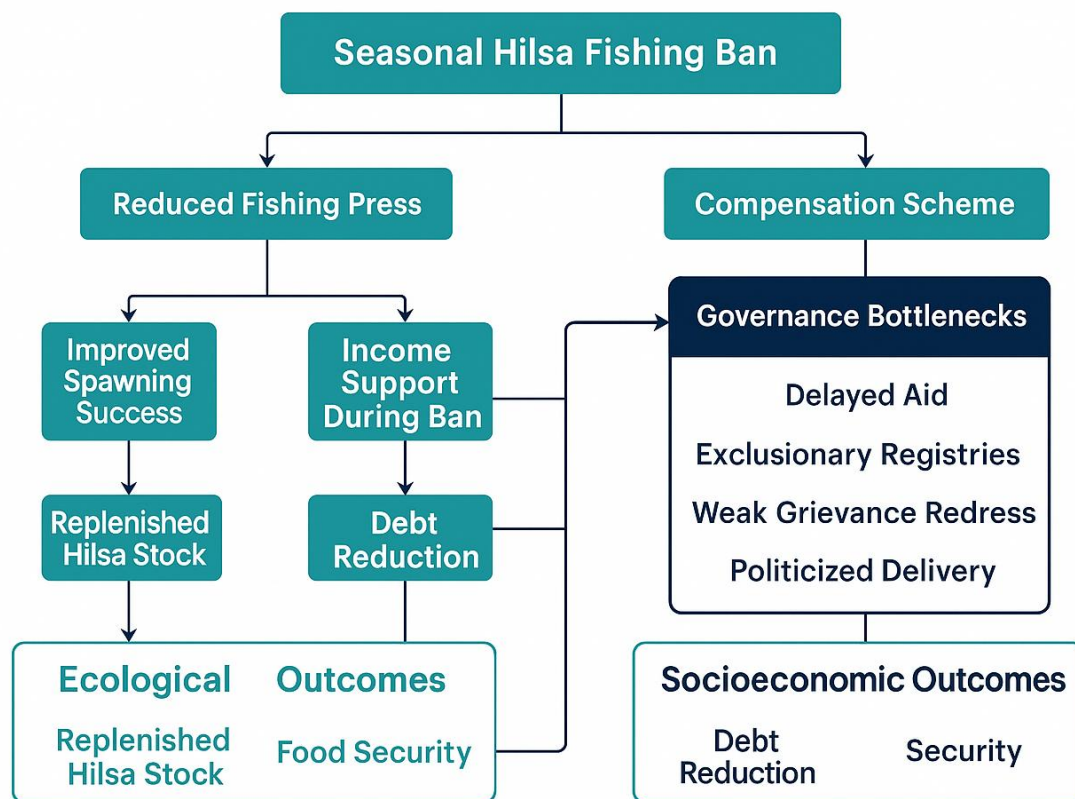 Seasonal Hilsa Fishing Ban
Reduced Fishing Press
Compensation Scheme
Improved
Spawning
Success
Income
Support
During Ban
Replenished
Hilsa Stock
Debt
Reduction
Governance Bottlenecks
Delayed Aid
Exclusionary Registries
Weak Grievance Redress
Politicized Delivery
Ecological Outcomes
Replenished
Hilsa Stock
Food Security
Socioeconomic Outcomes
Debt
Reduction
Security